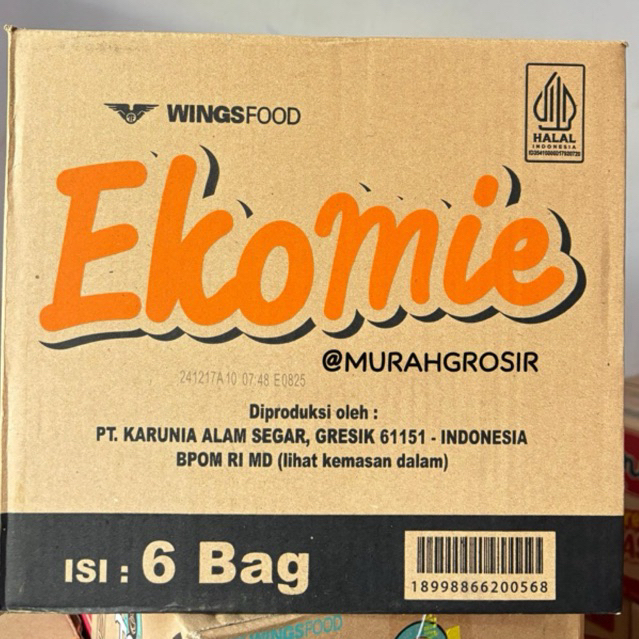 WINGSFOOD
HALAL
INDONESIA
Ekomie
@MURAHGROSIR
241217A10 07:48 E0825
Diproduksi oleh :
PT. KARUNIA ALAM SEGAR, GRESIK 61151 - INDONESIA
BPOM RI MD (lihat kemasan dalam)
ISI : 6 Bag
18998866200568
WINGSFOOD